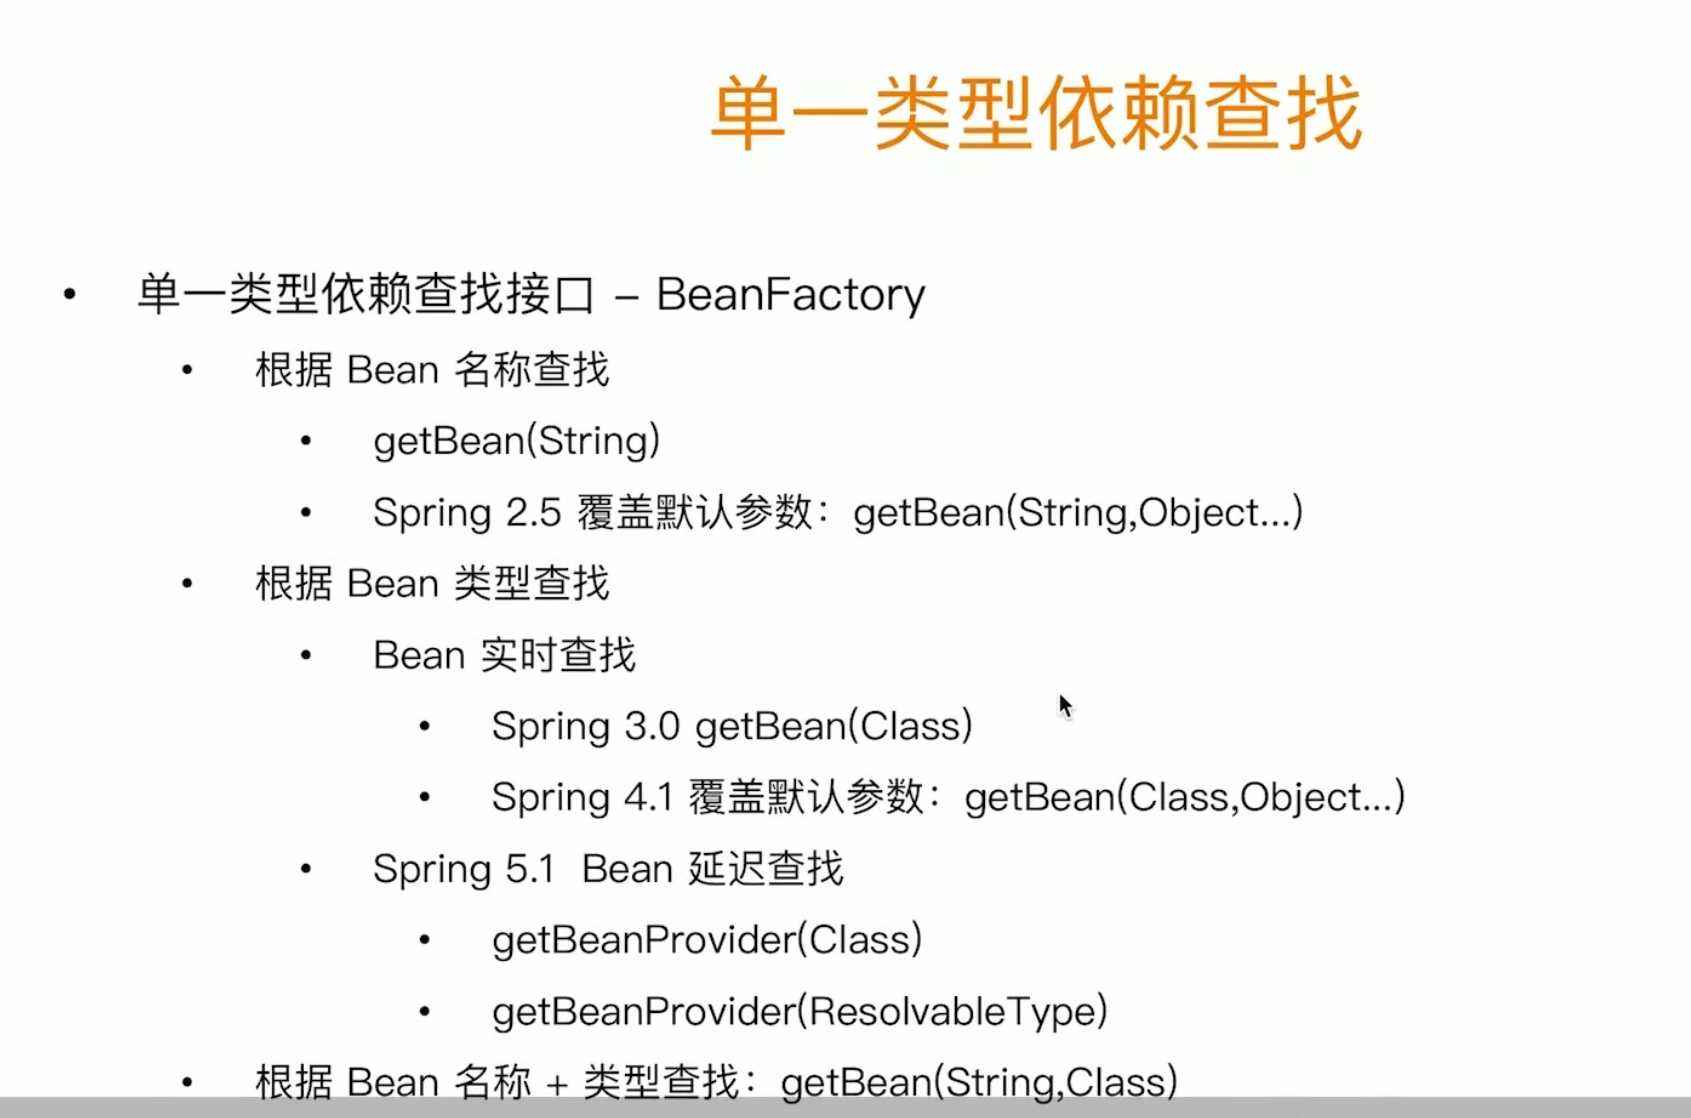 单一类型依赖查找
• 单一类型依赖查找接口 – BeanFactory
• 根据 Bean 名称查找
• getBean(String)
• Spring 2.5 覆盖默认参数：getBean(String,Object...)
• 根据 Bean 类型查找
• Bean 实时查找
• Spring 3.0 getBean(Class)
• Spring 4.1 覆盖默认参数：getBean(Class,Object...)
• Spring 5.1 Bean 延迟查找
• getBeanProvider(Class)
• getBeanProvider(ResolvableType)
• 根据 Bean 名称 + 类型查找：getBean(String,Class)